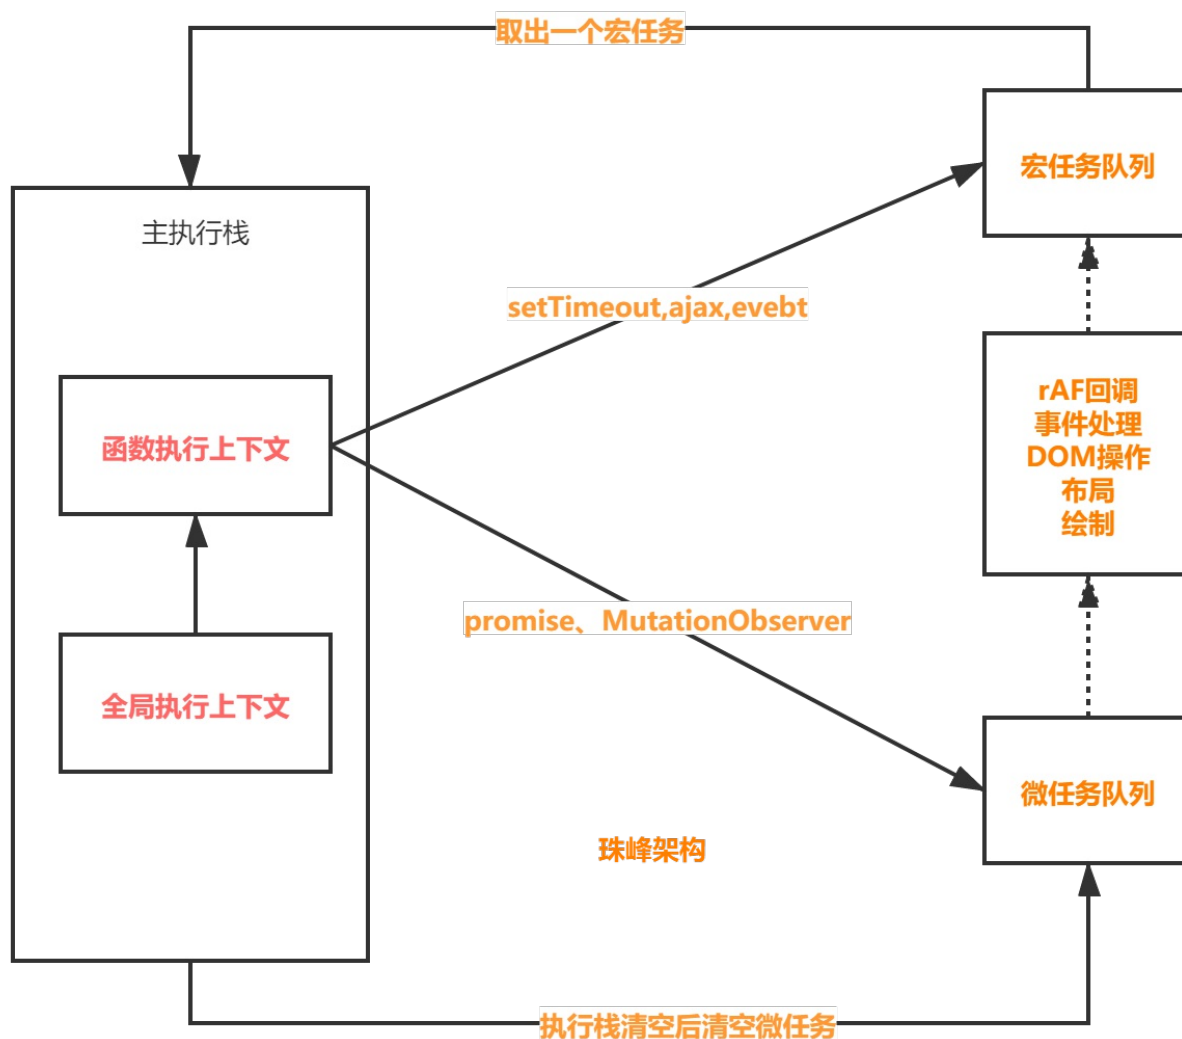 取出一个宏任务
宏任务队列
主执行栈
setTimeout,ajax,evebt
rAF回调
事件处理
DOM操作
布局
绘制
函数执行上下文
promise、MutationObserver
全局执行上下文
微任务队列
珠峰架构
执行栈清空后清空微任务